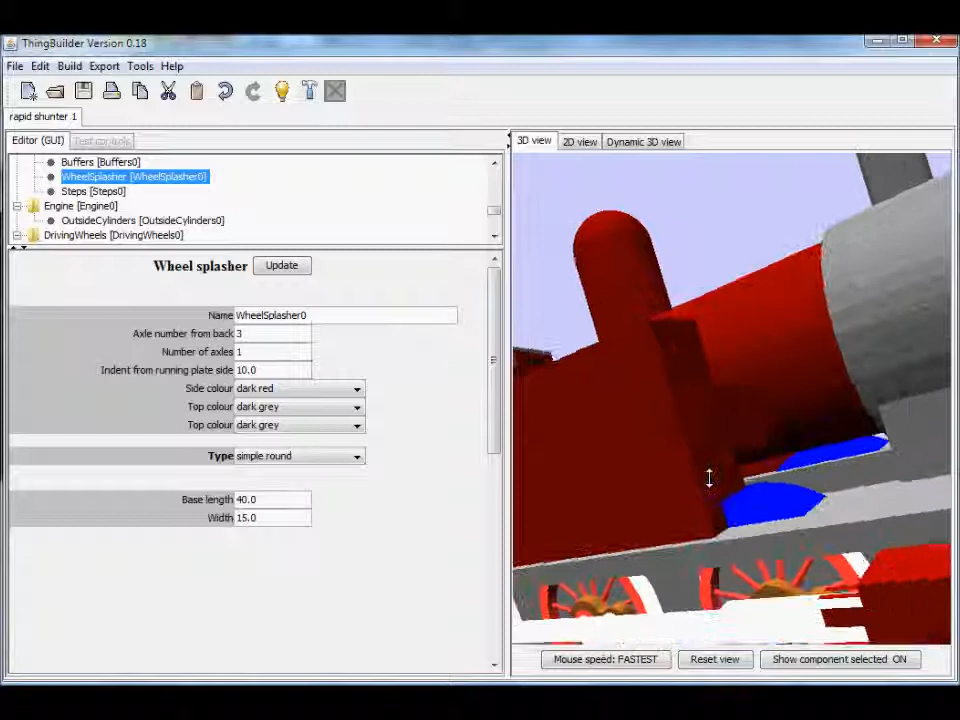 ThingBuilder Version 0.18
File Edit Build Export Tools Help
rapid shunter 1
Editor (GUI) Test controls
3D view 2D view Dynamic 3D view
Buffers [Buffers0]
WheelSplasher [WheelSplasher0]
Steps [Steps0]
Engine [Engine0]
OutsideCylinders [OutsideCylinders0]
DrivingWheels [DrivingWheels0]
Wheel splasher Update
Name WheelSplasher0
Axle number from back 3
Number of axles 1
Indent from running plate side 10.0
Side colour dark red
Top colour dark grey
Top colour dark grey
Type simple round
Base length 40.0
Width 15.0
Mouse speed: FASTEST Reset view Show component selected ON